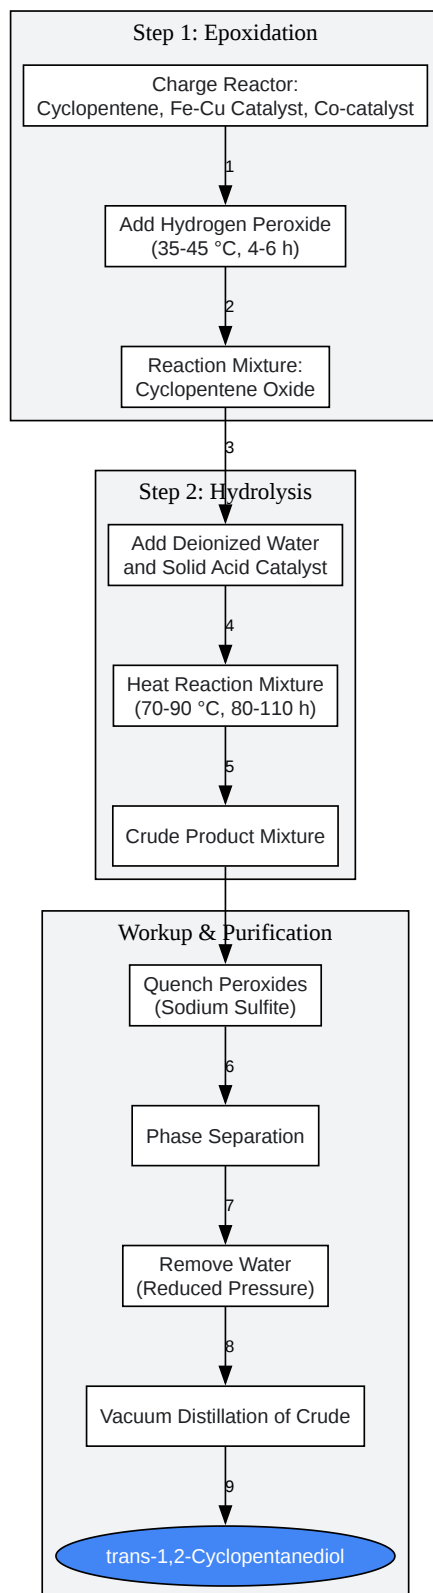 Step 1: Epoxidation
Charge Reactor:
Cyclopentene, Fe-Cu Catalyst, Co-catalyst
1
Add Hydrogen Peroxide
(35-45 °C, 4-6 h)
2
Reaction Mixture:
Cyclopentene Oxide
3
Step 2: Hydrolysis
Add Deionized Water
and Solid Acid Catalyst
4
Heat Reaction Mixture
(70-90 °C, 80-110 h)
5
Crude Product Mixture
Workup & Purification
Quench Peroxides
(Sodium Sulfite)
6
Phase Separation
7
Remove Water
(Reduced Pressure)
8
Vacuum Distillation of Crude
9
trans-1,2-Cyclopentanediol